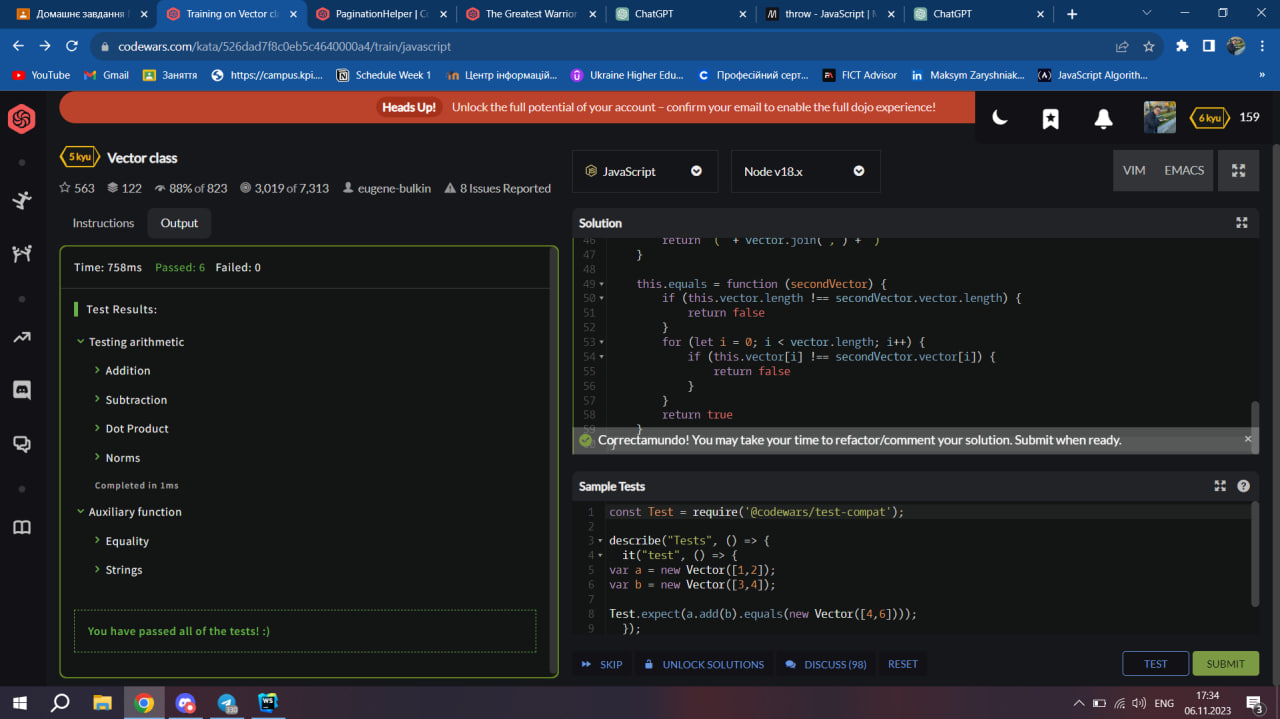 Домашнє завдання
Training on Vector cl
PaginationHelper | C
The Greatest Warrior
ChatGPT
throw - JavaScript |
ChatGPT
codewars.com/kata/526dad7f8c0eb5c4640000a4/train/javascript
YouTube
Gmail
Заняття
https://campus.kpi....
Schedule Week 1
Центр інформацій...
Ukraine Higher Edu...
Професійний серт...
FICT Advisor
Maksym Zaryshniak...
JavaScript Algorith...
»
Heads Up! Unlock the full potential of your account – confirm your email to enable the full dojo experience!
6 kyu 159
5 kyu Vector class
563 122 88% of 823 3,019 of 7,313 eugene-bulkin 8 Issues Reported
JavaScript
Node v18.x
VIM EMACS
Instructions Output
Time: 758ms Passed: 6 Failed: 0
Test Results:
Testing arithmetic
Addition
Subtraction
Dot Product
Norms
Completed in 1ms
Auxiliary function
Equality
Strings
You have passed all of the tests! :)
Solution
46 return '(' + vector.join(',') + ')'
47 }
48
49 this.equals = function (secondVector) {
50 if (this.vector.length !== secondVector.vector.length) {
51 return false
52 }
53 for (let i = 0; i < vector.length; i++) {
54 if (this.vector[i] !== secondVector.vector[i]) {
55 return false
56 }
57 }
58 return true
59 }
Correctamundo! You may take your time to refactor/comment your solution. Submit when ready.
Sample Tests
1 const Test = require('@codewars/test-compat');
2
3 describe("Tests", () => {
4 it("test", () => {
5 var a = new Vector([1,2]);
6 var b = new Vector([3,4]);
7
8 Test.expect(a.add(b).equals(new Vector([4,6])));
9 });
SKIP UNLOCK SOLUTIONS DISCUSS (98) RESET TEST SUBMIT
330
WS
ENG
17:34
06.11.2023
3